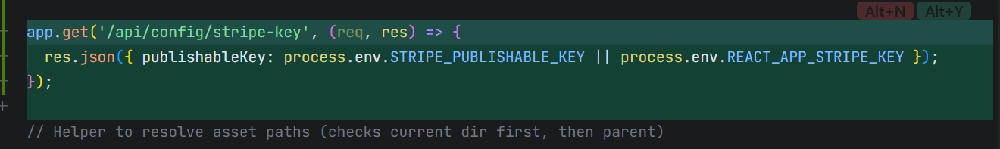 Alt+N Alt+Y
app.get('/api/config/stripe-key', (req, res) => {
  res.json({ publishableKey: process.env.STRIPE_PUBLISHABLE_KEY || process.env.REACT_APP_STRIPE_KEY });
});
// Helper to resolve asset paths (checks current dir first, then parent)